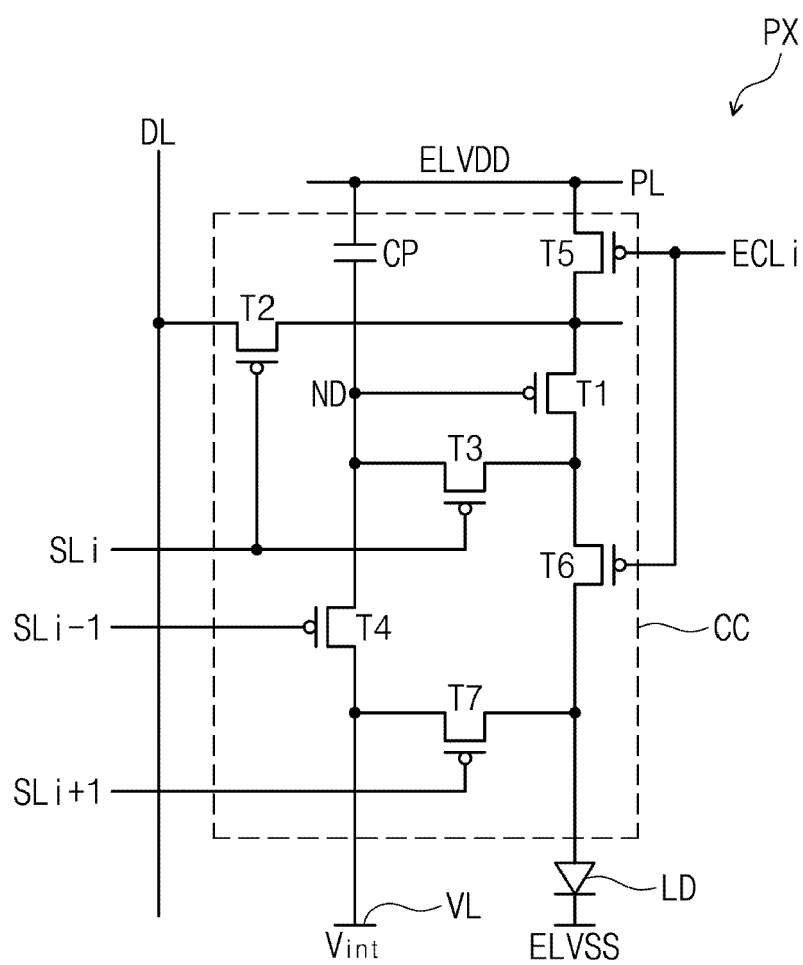 PX
DL
ELVDD
PL
CP
T5
ECLi
T2
ND
T1
T3
SLi
T6
SLi-1
T4
CC
T7
SLi+1
LD
VL
Vint
ELVSS